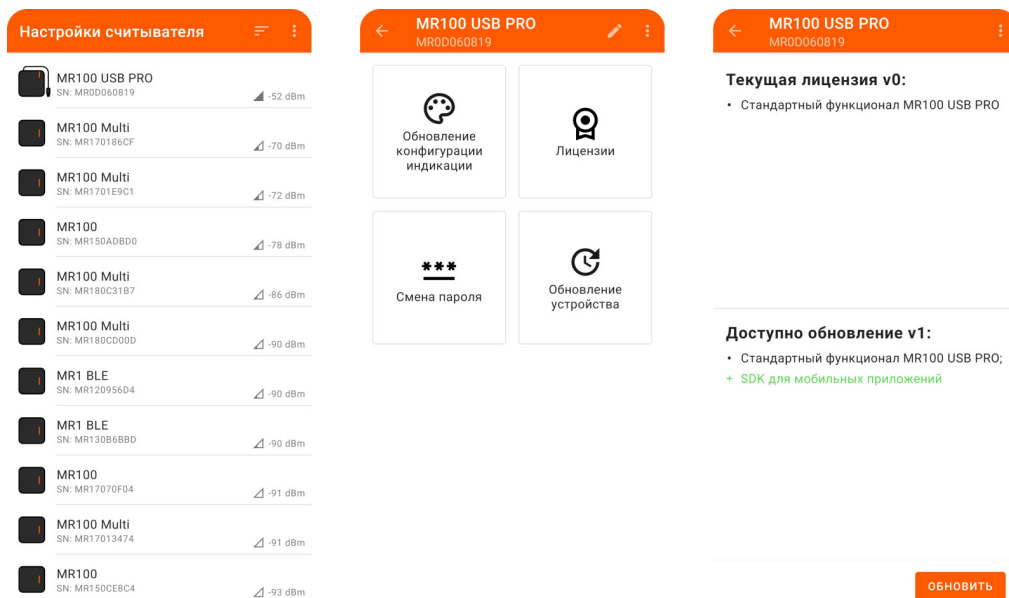 Настройки считывателя
MR100 USB PRO
SN: MR0D060819
-52 dBm
MR100 Multi
SN: MR170186CF
-70 dBm
MR100 Multi
SN: MR1701E9C1
-72 dBm
MR100
SN: MR150ADBD0
-78 dBm
MR100 Multi
SN: MR180C31B7
-86 dBm
MR100 Multi
SN: MR180CD00D
-90 dBm
MR1 BLE
SN: MR120956D4
-90 dBm
MR1 BLE
SN: MR130B6BBD
-90 dBm
MR100
SN: MR17070F04
-91 dBm
MR100 Multi
SN: MR17013474
-91 dBm
MR100
SN: MR150CE8C4
-93 dBm
MR100 USB PRO
MR0D060819
Обновление
конфигурации
индикации
Лицензии
***
Смена пароля
Обновление
устройства
MR100 USB PRO
MR0D060819
Текущая лицензия v0:
• Стандартный функционал MR100 USB PRO
Доступно обновление v1:
• Стандартный функционал MR100 USB PRO;
+ SDK для мобильных приложений
ОБНОВИТЬ